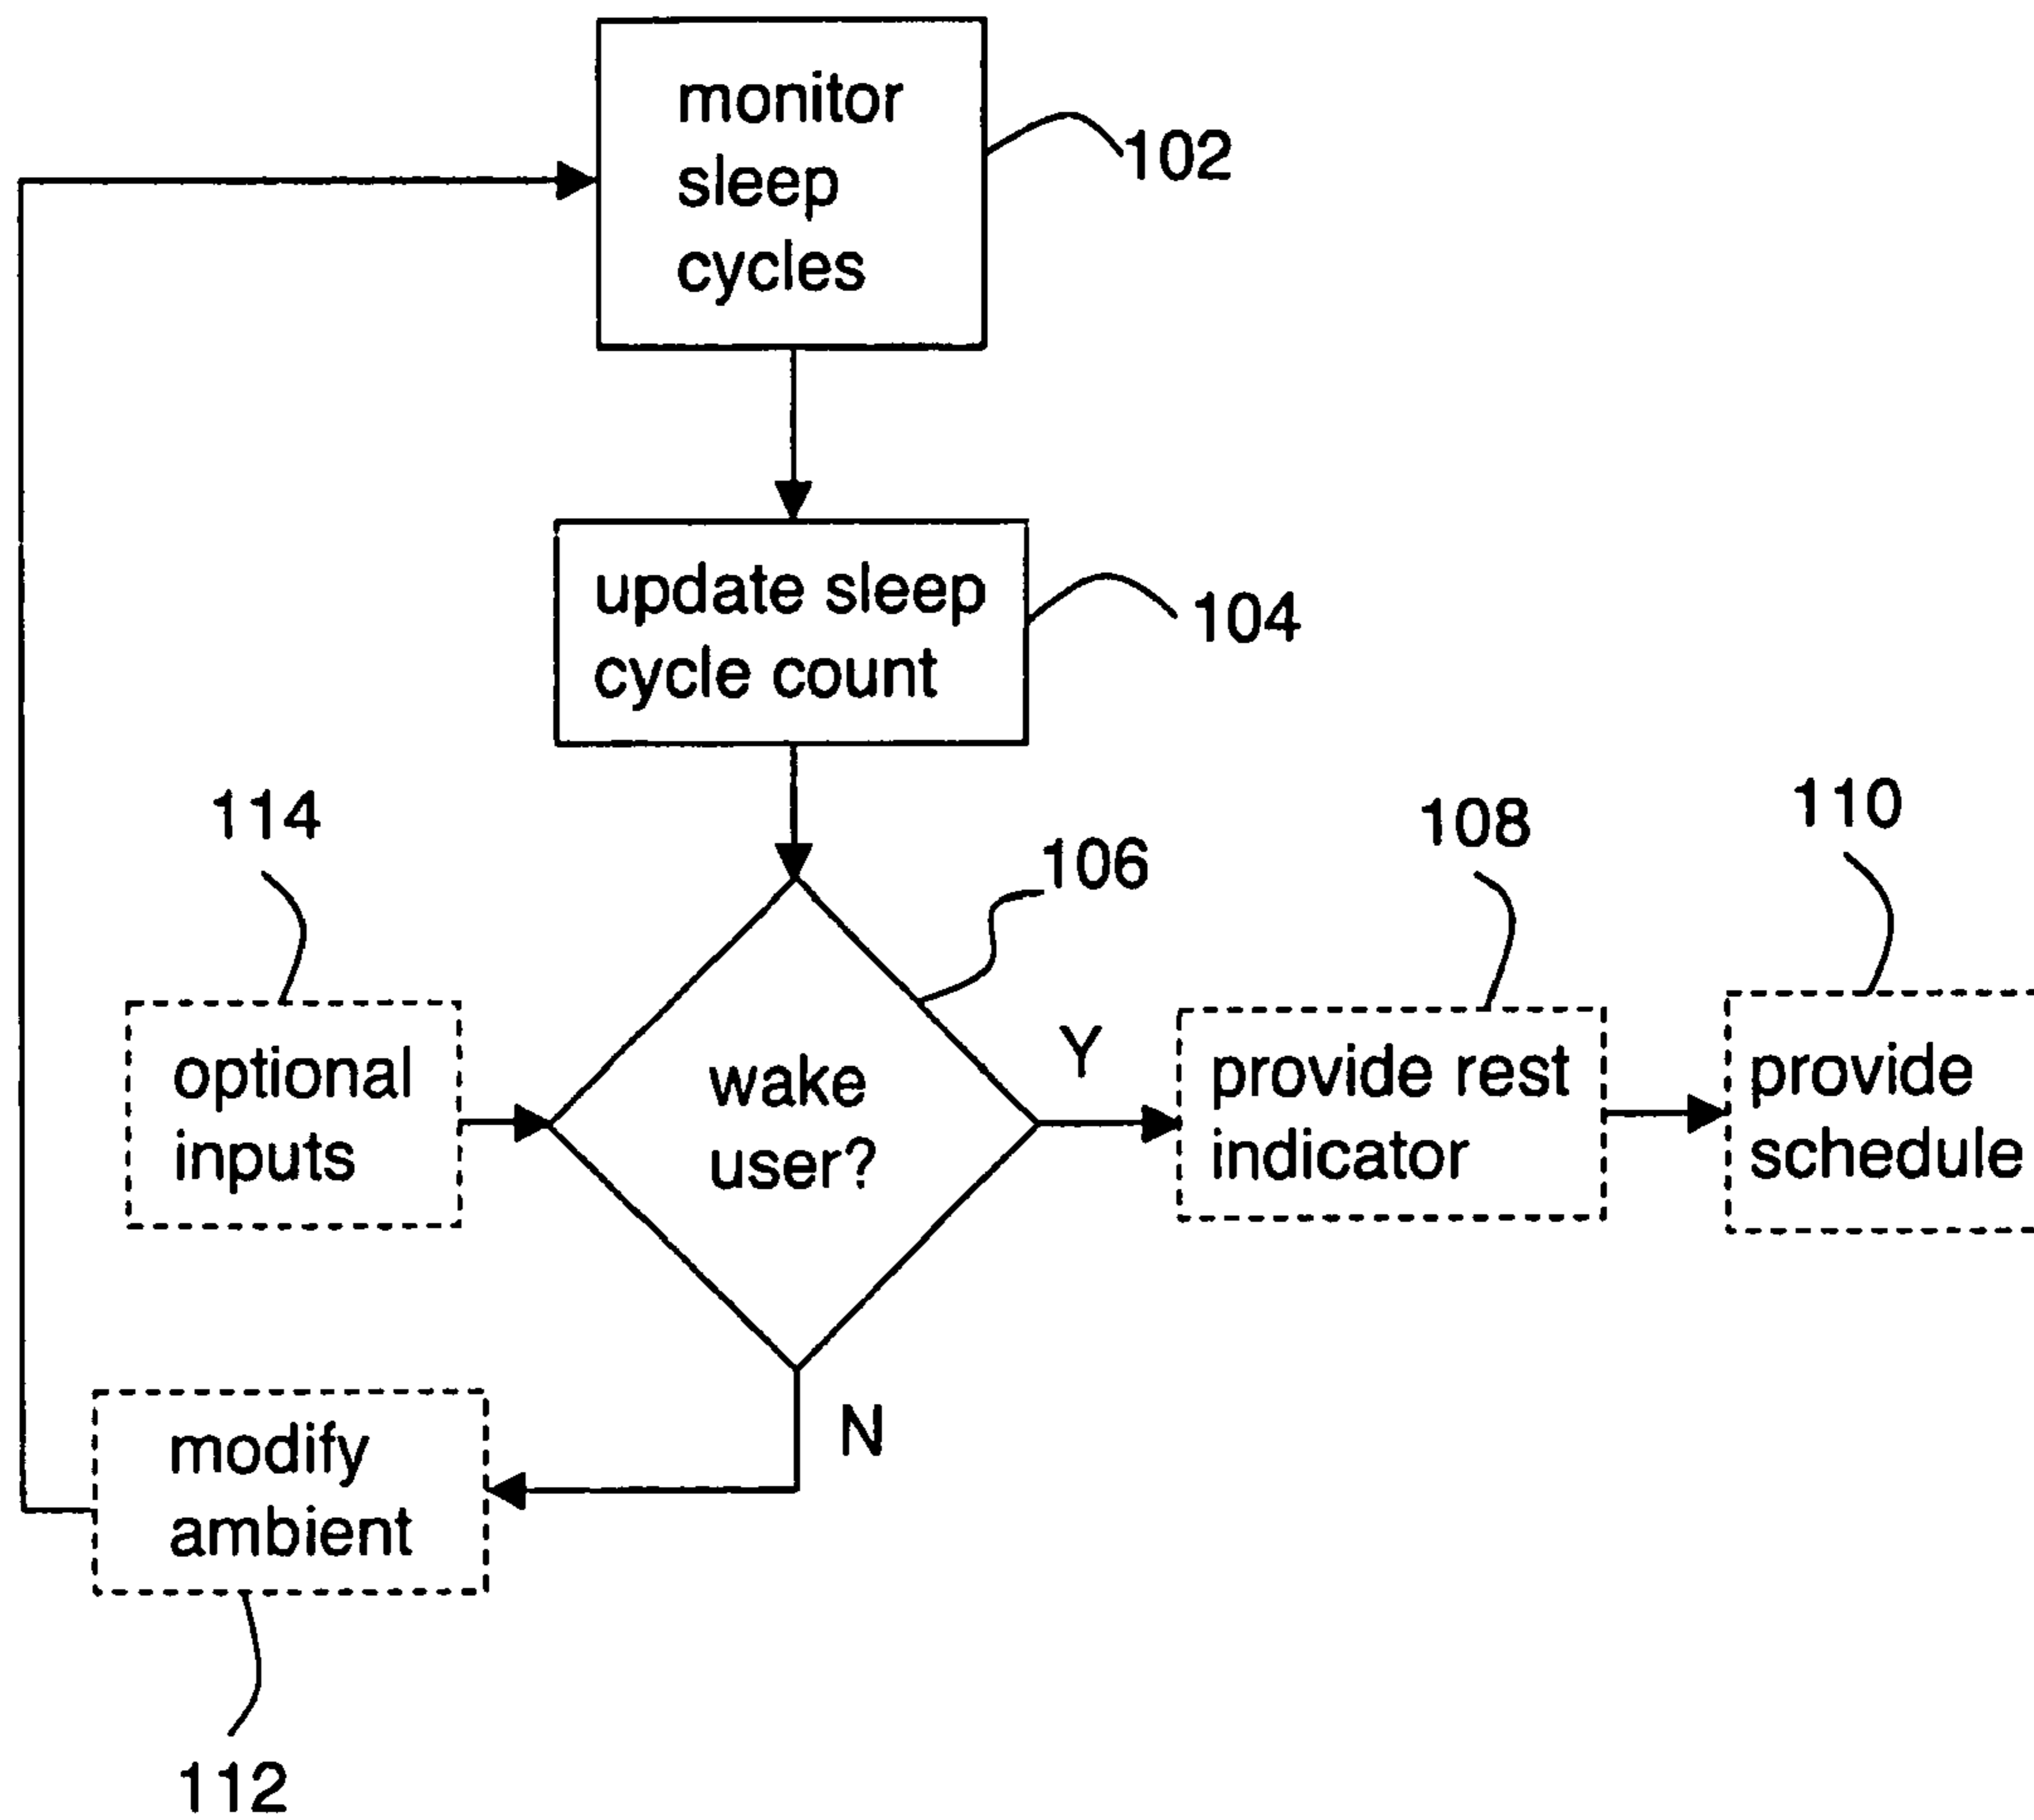 monitor
sleep
cycles
102
update sleep
cycle count
104
114
106
108
110
optional
inputs
wake
user?
Y
provide rest
indicator
provide
schedule
N
modify
ambient
112